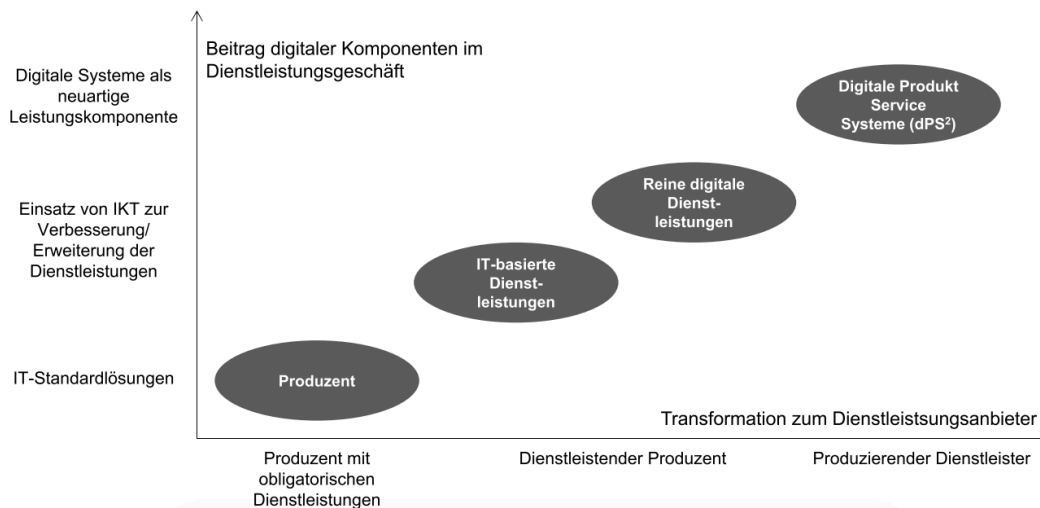 Beitrag digitaler Komponenten im
Dienstleistungsgeschäft
Digitale Systeme als
neuartige
Leistungskomponente
Digitale Produkt
Service
Systeme (dPS²)
Einsatz von IKT zur
Verbesserung/
Erweiterung der
Dienstleistungen
Reine digitale
Dienst-
leistungen
IT-basierte
Dienst-
leistungen
IT-Standardlösungen
Produzent
Transformation zum Dienstleistsungsanbieter
Produzent mit
obligatorischen
Dienstleistungen
Dienstleistender Produzent
Produzierender Dienstleister